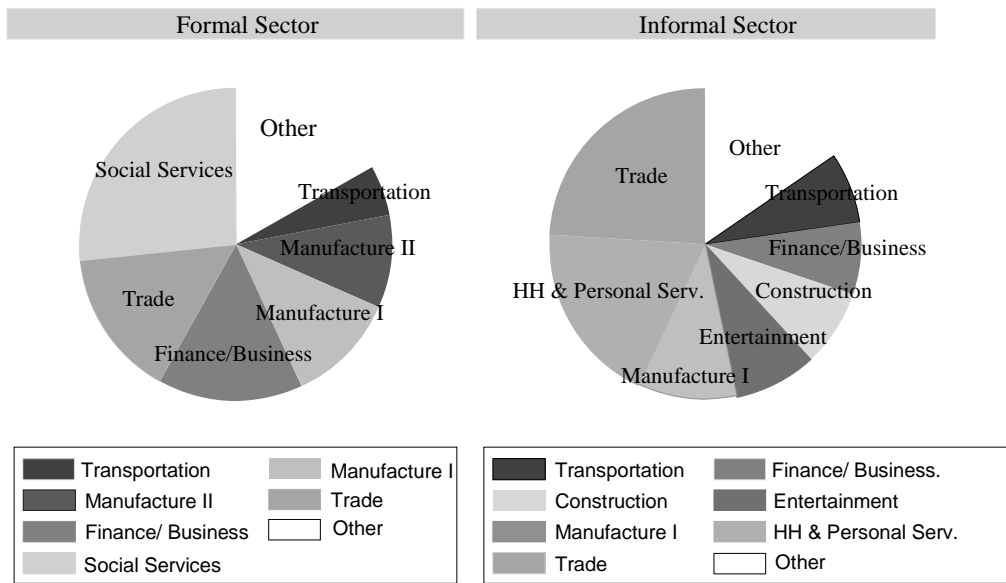 Formal Sector
Informal Sector
Other
Social Services
Transportation
Manufacture II
Trade
Manufacture I
Finance/Business
Other
Trade
Transportation
Finance/Business
HH & Personal Serv.
Construction
Entertainment
Manufacture I
Transportation
Manufacture I
Manufacture II
Trade
Finance/ Business
Other
Social Services
Transportation
Finance/ Business.
Construction
Entertainment
Manufacture I
HH & Personal Serv.
Trade
Other